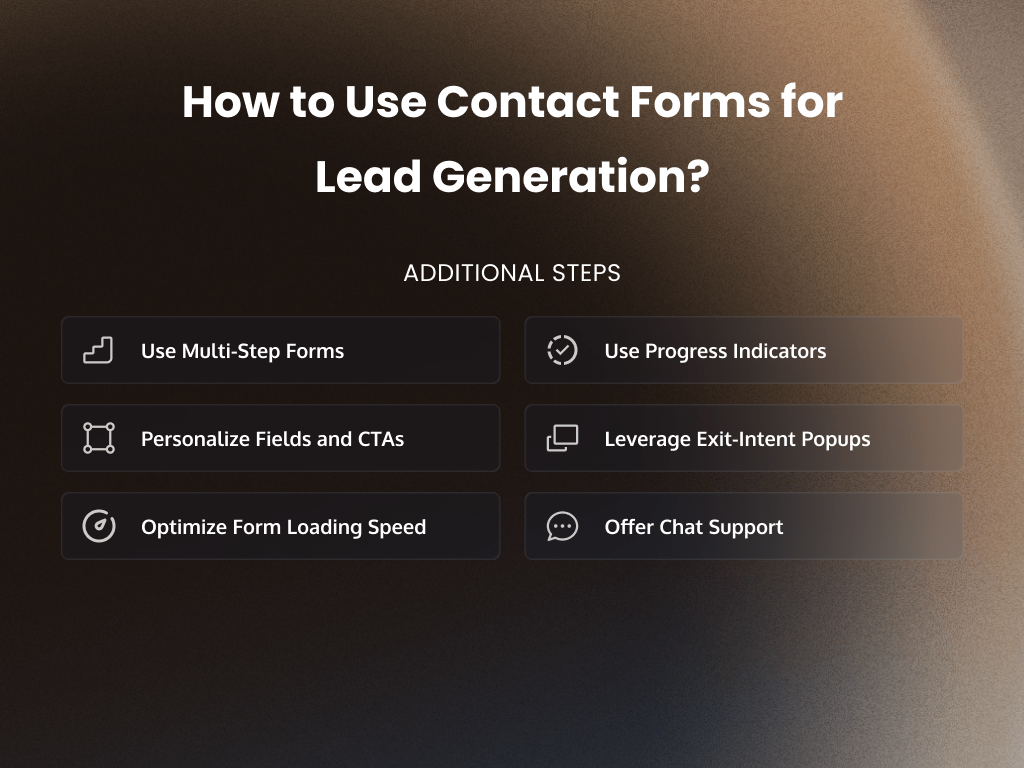 How to Use Contact Forms for
Lead Generation?
ADDITIONAL STEPS
Use Multi-Step Forms
Use Progress Indicators
Personalize Fields and CTAs
Leverage Exit-Intent Popups
Optimize Form Loading Speed
Offer Chat Support